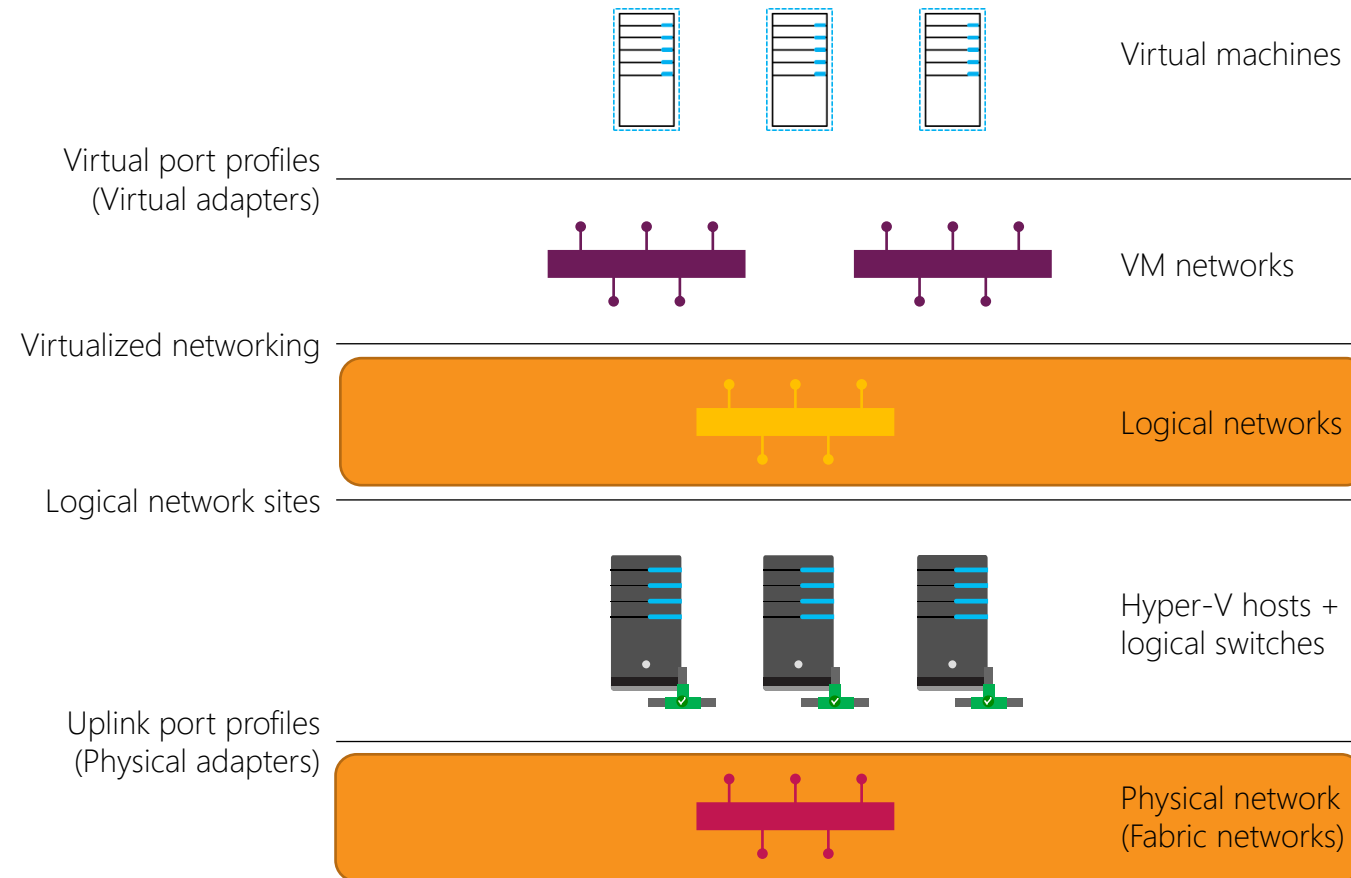 Virtual machines
Virtual port profiles
(Virtual adapters)
VM networks
Virtualized networking
Logical networks
Logical network sites
Hyper-V hosts +
logical switches
Uplink port profiles
(Physical adapters)
Physical network
(Fabric networks)